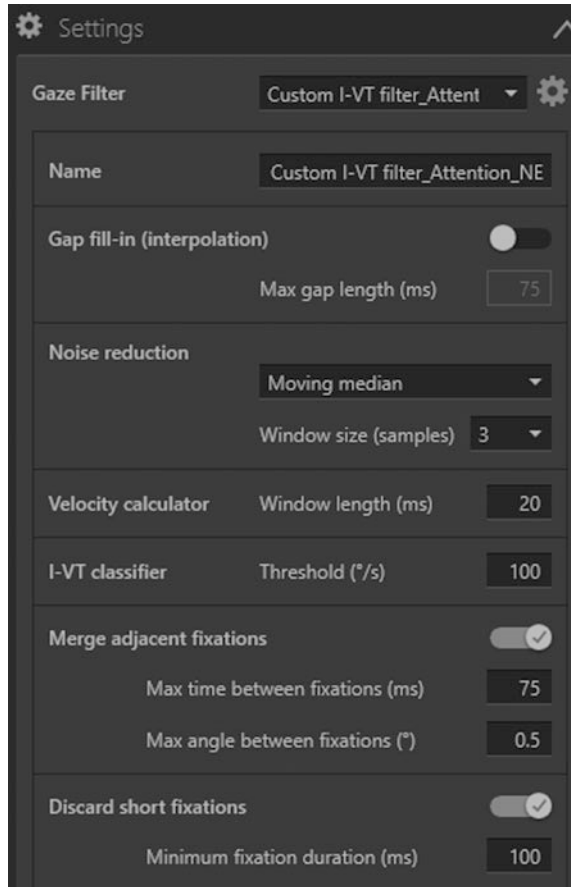 Settings
Gaze Filter Custom I-VT filter_Attent
Name Custom I-VT filter_Attention_NE
Gap fill-in (interpolation)
Max gap length (ms) 75
Noise reduction
Moving median
Window size (samples) 3
Velocity calculator Window length (ms) 20
I-VT classifier Threshold (°/s) 100
Merge adjacent fixations
Max time between fixations (ms) 75
Max angle between fixations (°) 0.5
Discard short fixations
Minimum fixation duration (ms) 100